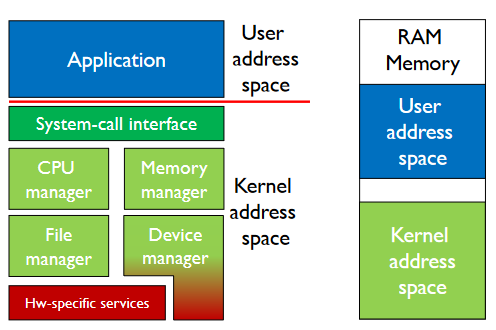 Application
User
address
space
System-call interface
CPU
manager
Memory
manager
File
manager
Device
manager
Kernel
address
space
Hw-specific services
RAM
Memory
User
address
space
Kernel
address
space